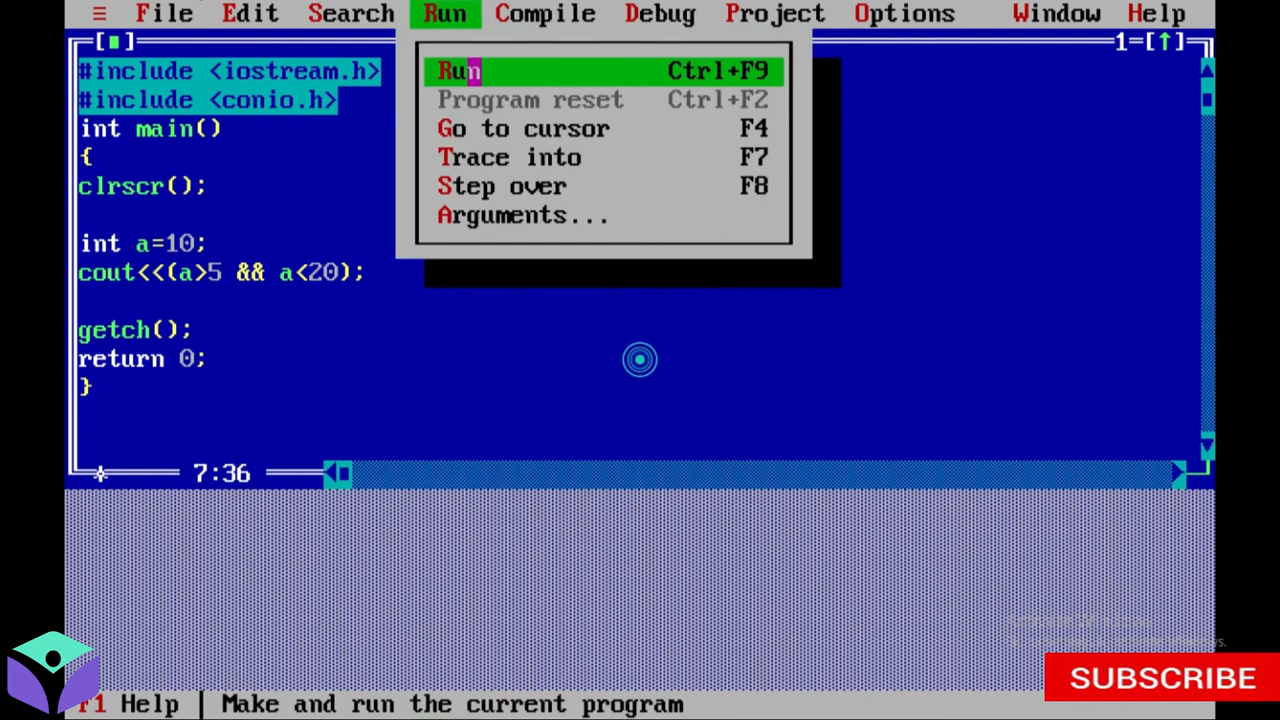 ≡ File Edit Search Run Compile Debug Project Options Window Help
1=[↑]
#include <iostream.h>
#include <conio.h>
int main()
{
clrscr();
int a=10;
cout<<(a>5 && a<20);
getch();
return 0;
}
Run Ctrl+F9
Program reset Ctrl+F2
Go to cursor F4
Trace into F7
Step over F8
Arguments...
7:36
Activate Windows
SUBSCRIBE
F1 Help | Make and run the current program